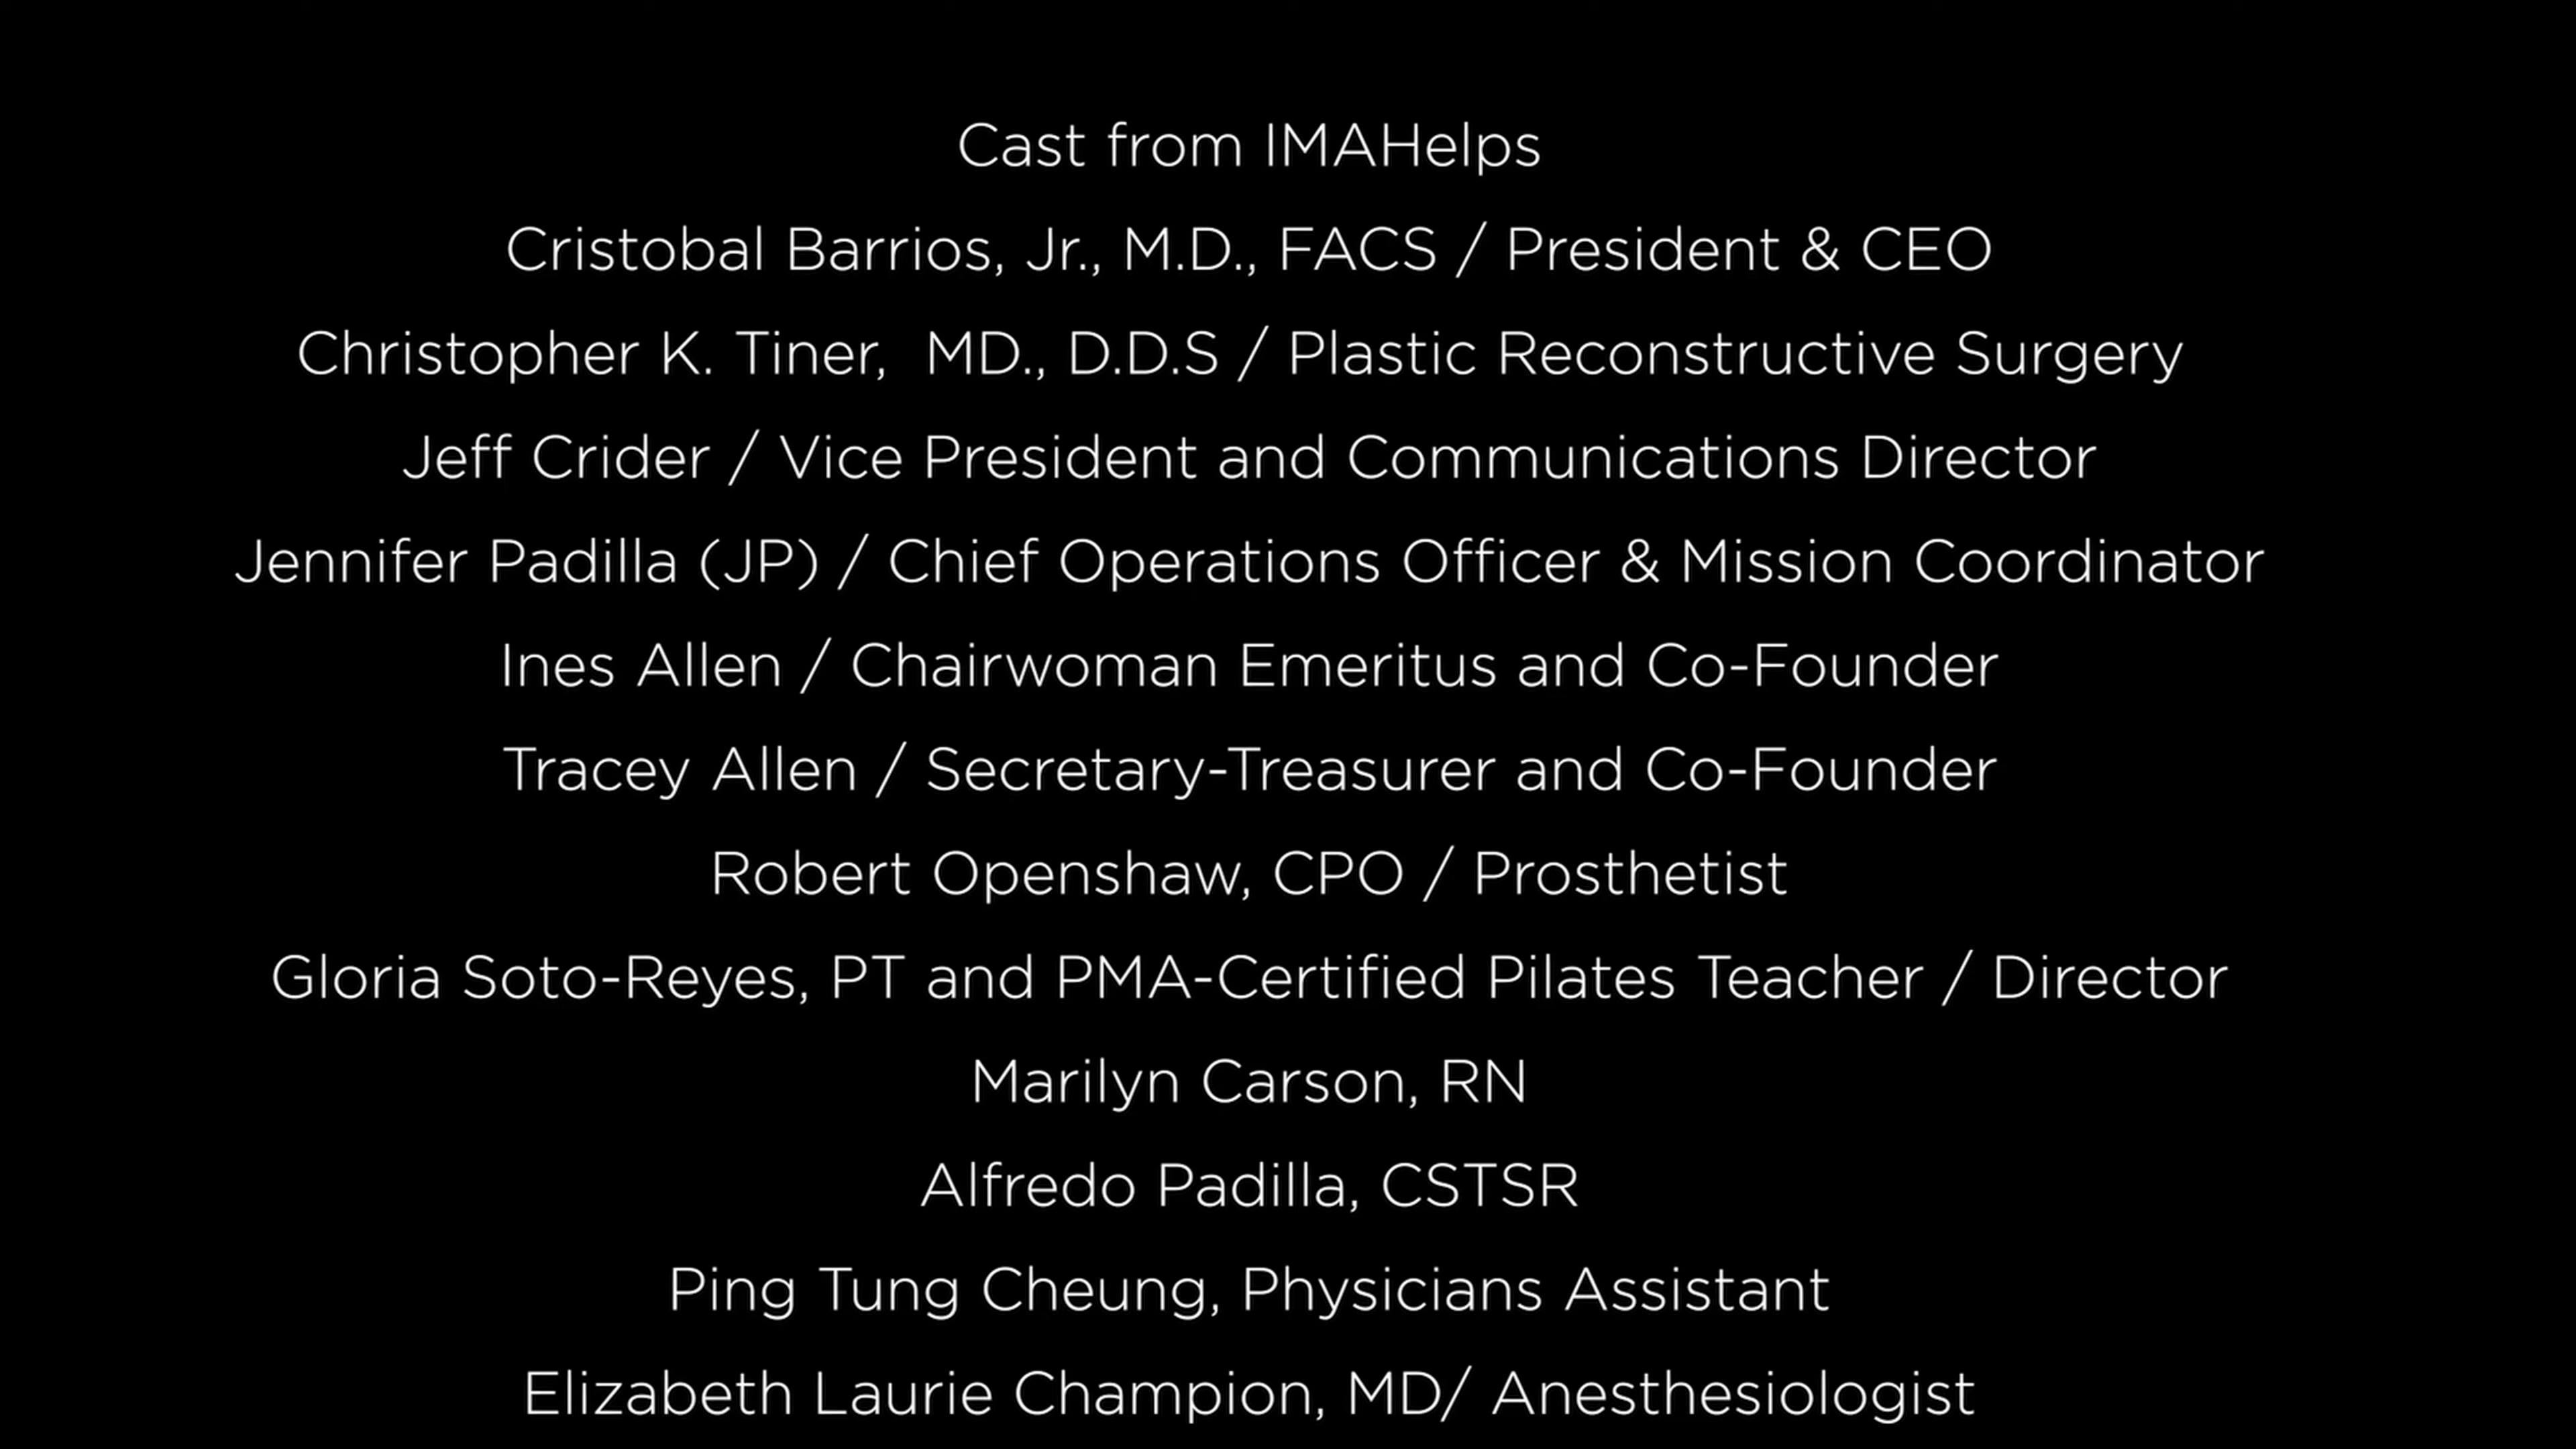 Cast from IMAHelps
Cristobal Barrios, Jr., M.D., FACS / President & CEO
Christopher K. Tiner,  MD., D.D.S / Plastic Reconstructive Surgery
Jeff Crider / Vice President and Communications Director
Jennifer Padilla (JP) / Chief Operations Officer & Mission Coordinator
Ines Allen / Chairwoman Emeritus and Co-Founder
Tracey Allen / Secretary-Treasurer and Co-Founder
Robert Openshaw, CPO / Prosthetist
Gloria Soto-Reyes, PT and PMA-Certified Pilates Teacher / Director
Marilyn Carson, RN
Alfredo Padilla, CSTSR
Ping Tung Cheung, Physicians Assistant
Elizabeth Laurie Champion, MD/ Anesthesiologist